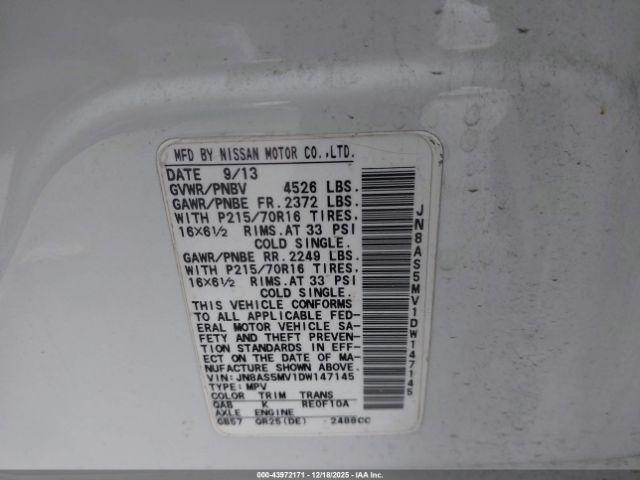 MFD BY NISSAN MOTOR CO.,LTD.
DATE 9/13
GVWR/PNBV 4526 LBS.
GAWR/PNBE FR. 2372 LBS.
WITH P215/70R16 TIRES,
16X6½ RIMS. AT 33 PSI
COLD SINGLE.
GAWR/PNBE RR. 2249 LBS.
WITH P215/70R16 TIRES,
16X6½ RIMS. AT 33 PSI
COLD SINGLE.
THIS VEHICLE CONFORMS
TO ALL APPLICABLE FED-
ERAL MOTOR VEHICLE SA-
FETY AND THEFT PREVEN-
TION STANDARDS IN EFF-
ECT ON THE DATE OF MA-
NUFACTURE SHOWN ABOVE.
VIN: JN8AS5MV1DW147145
TYPE: MPV
COLOR TRIM TRANS
QAB K RE0F10A
AXLE ENGINE
GB57 QR25(DE) 2488CC
JN8AS5MV1DW147145
000-43972171 - 12/18/2025 - IAA Inc.